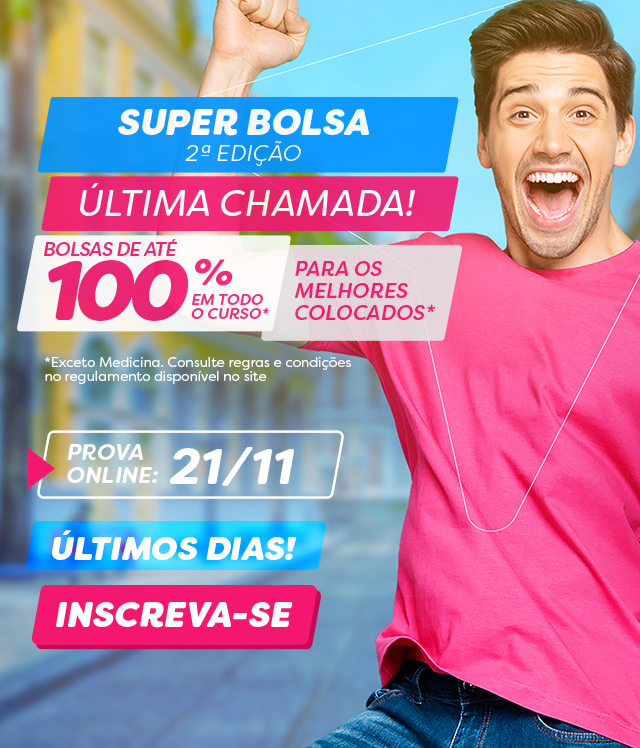 SUPER BOLSA
2ª EDIÇÃO
ÚLTIMA CHAMADA!
BOLSAS DE ATÉ
100%
EM TODO
O CURSO*
PARA OS
MELHORES
COLOCADOS*
*Exceto Medicina. Consulte regras e condições
no regulamento disponível no site
PROVA
ONLINE: 21/11
ÚLTIMOS DIAS!
INSCREVA-SE